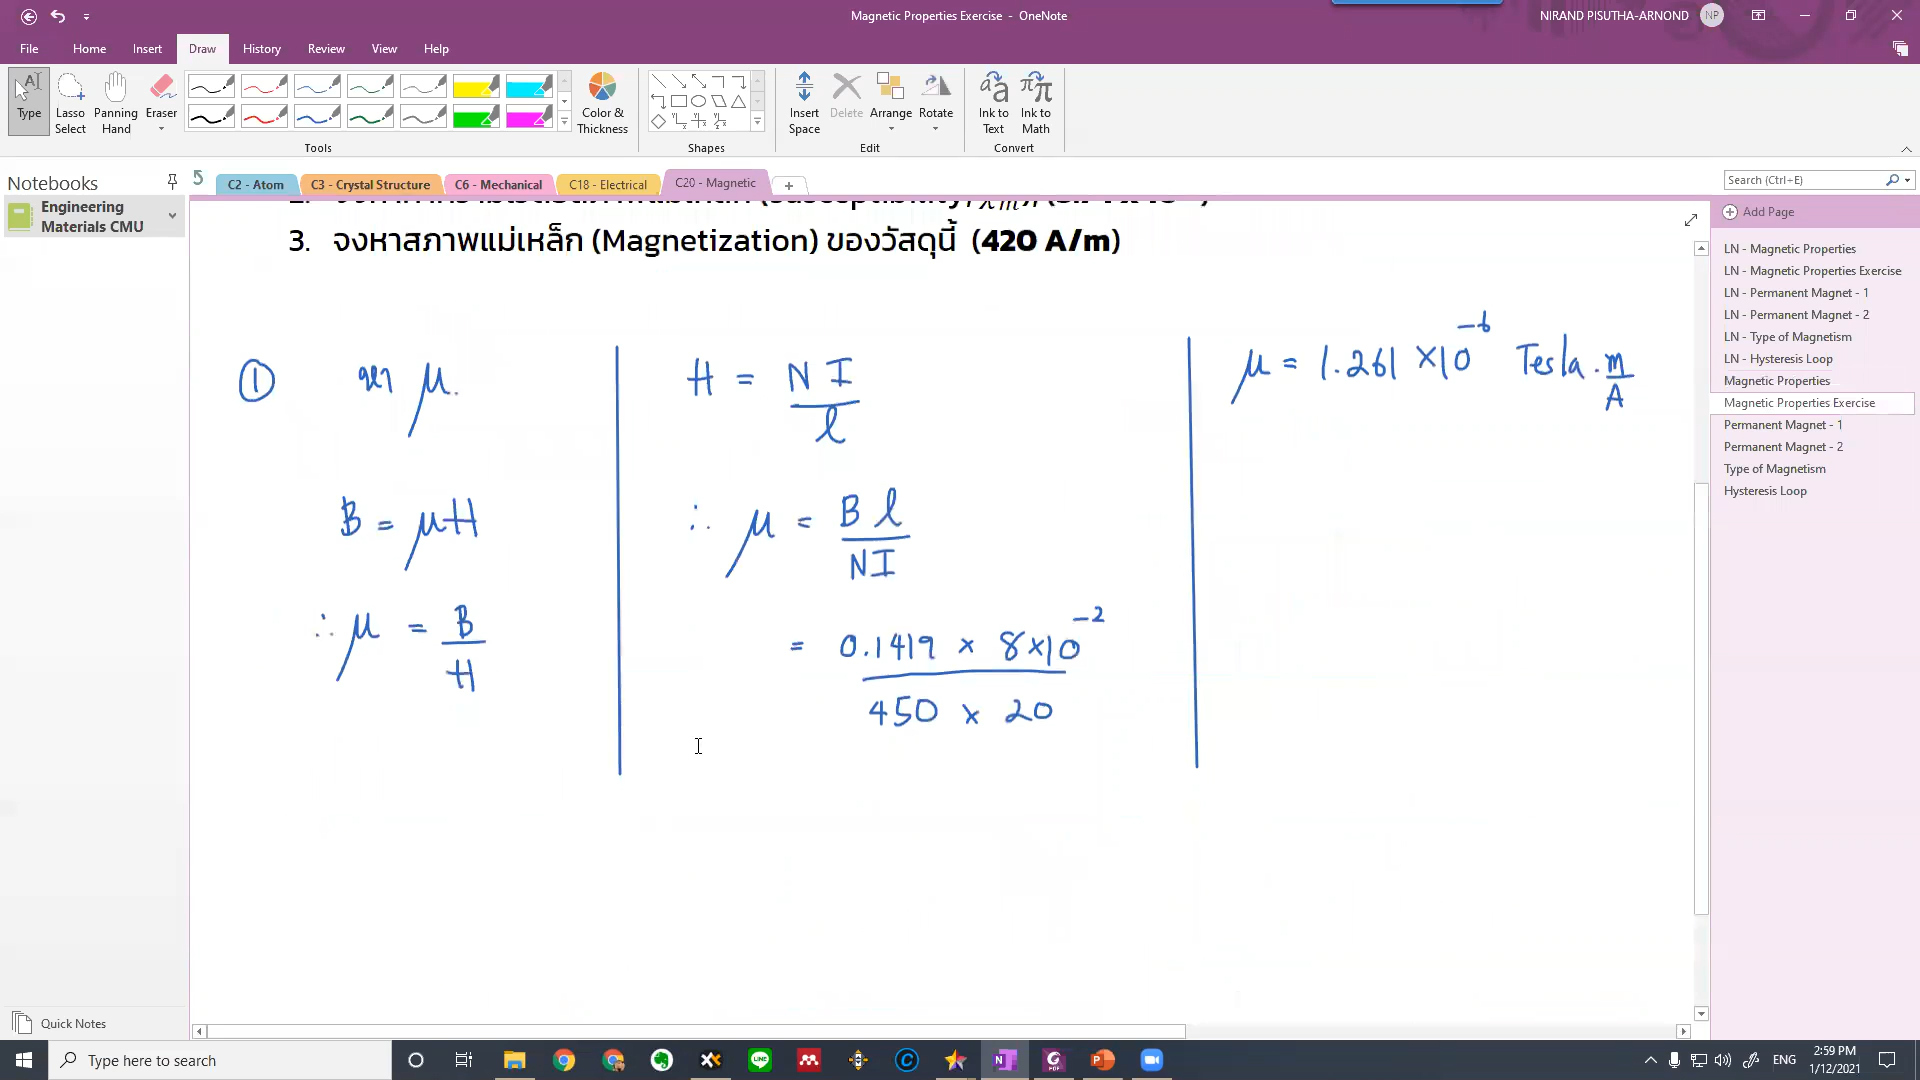 Magnetic Properties Exercise - OneNote
NIRAND PISUTHA-ARNOND NP
File Home Insert Draw History Review View Help
Type
Lasso Select
Panning Hand
Eraser
Color & Thickness
Insert Space
Delete
Arrange
Rotate
Ink to Text
Ink to Math
Tools
Shapes
Edit
Convert
Notebooks
C2 - Atom
C3 - Crystal Structure
C6 - Mechanical
C18 - Electrical
C20 - Magnetic
Search (Ctrl+E)
Engineering Materials CMU
Add Page
LN - Magnetic Properties
LN - Magnetic Properties Exercise
LN - Permanent Magnet - 1
LN - Permanent Magnet - 2
LN - Type of Magnetism
LN - Hysteresis Loop
Magnetic Properties
Magnetic Properties Exercise
Permanent Magnet - 1
Permanent Magnet - 2
Type of Magnetism
Hysteresis Loop
3. จงหาสภาพแม่เหล็ก (Magnetization) ของวัสดุนี้ (420 A/m)
① หา μ.
B = μH
∴ μ = B/H
H = N I / l
∴ μ = B l / NI
= 0.1419 × 8×10⁻² / 450 × 20
μ = 1.261 ×10⁻⁶ Tesla . m/A
Quick Notes
Type here to search
ENG
2:59 PM
1/12/2021